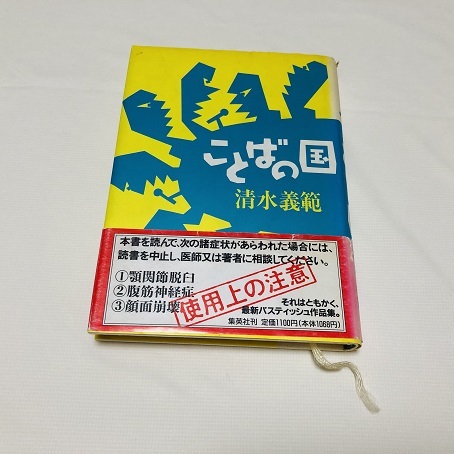 ことばの国
清水義範
本書を読んで、次の諸症状があらわれた場合には、
読書を中止し、医師又は著者に相談してください。
①顎関節脱臼
②腹筋神経症
③顔面崩壊
使用上の注意
それはともかく、
最新パスティッシュ作品集。
集英社刊 定価1100円(本体1068円)